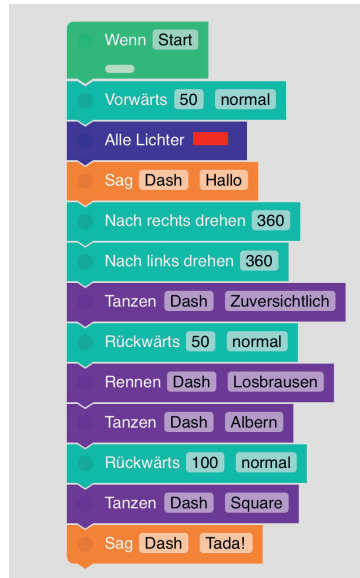 Wenn Start
Vorwärts 50 normal
Alle Lichter
Sag Dash Hallo
Nach rechts drehen 360
Nach links drehen 360
Tanzen Dash Zuversichtlich
Rückwärts 50 normal
Rennen Dash Losbrausen
Tanzen Dash Albern
Rückwärts 100 normal
Tanzen Dash Square
Sag Dash Tada!